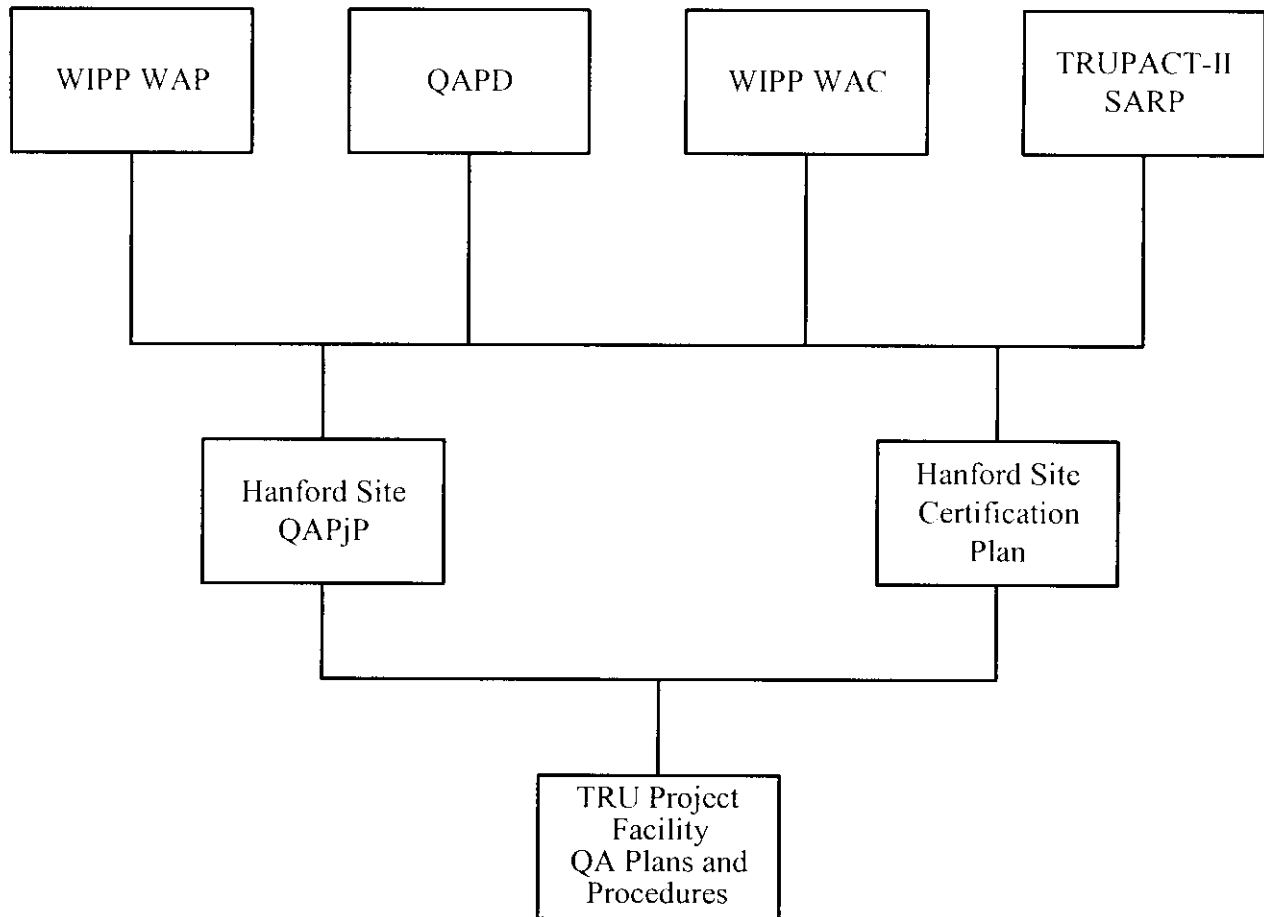 WIPP WAP
QAPD
WIPP WAC
TRUPACT-II
SARP
Hanford Site
QAPjP
Hanford Site
Certification
Plan
TRU Project
Facility
QA Plans and
Procedures